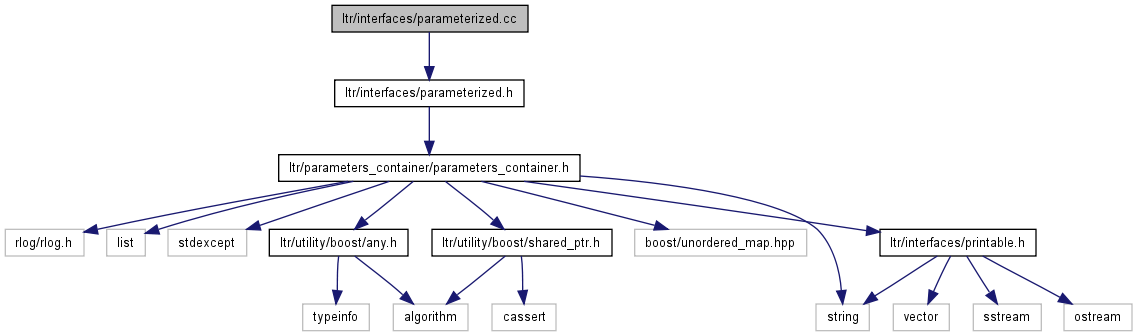 ltr/interfaces/parameterized.cc
ltr/interfaces/parameterized.h
ltr/parameters_container/parameters_container.h
rlog/rlog.h
list
stdexcept
ltr/utility/boost/any.h
ltr/utility/boost/shared_ptr.h
boost/unordered_map.hpp
ltr/interfaces/printable.h
typeinfo
algorithm
cassert
string
vector
sstream
ostream